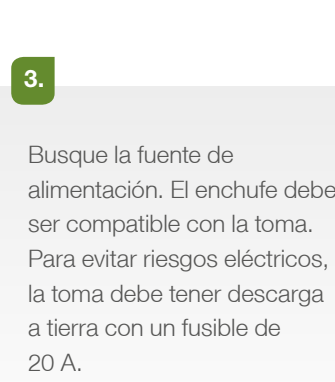 3.
Busque la fuente de
alimentación. El enchufe debe
ser compatible con la toma.
Para evitar riesgos eléctricos,
la toma debe tener descarga
a tierra con un fusible de
20 A.